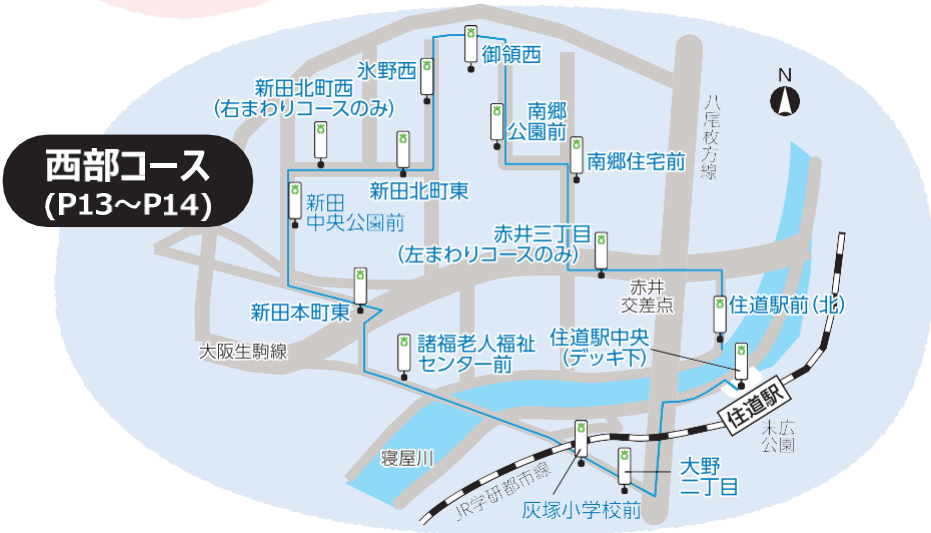 西部コース
(P13～P14)
御領西
氷野西
新田北町西
(右まわりコースのみ)
南郷
公園前
八尾枚方線
N
南郷住宅前
新田北町東
新田
中央公園前
赤井三丁目
(左まわりコースのみ)
赤井
交差点
住道駅前(北)
新田本町東
大阪生駒線
諸福老人福祉
センター前
住道駅中央
(デッキ下)
住道駅
末広
公園
寝屋川
大野
二丁目
JR学研都市線
灰塚小学校前